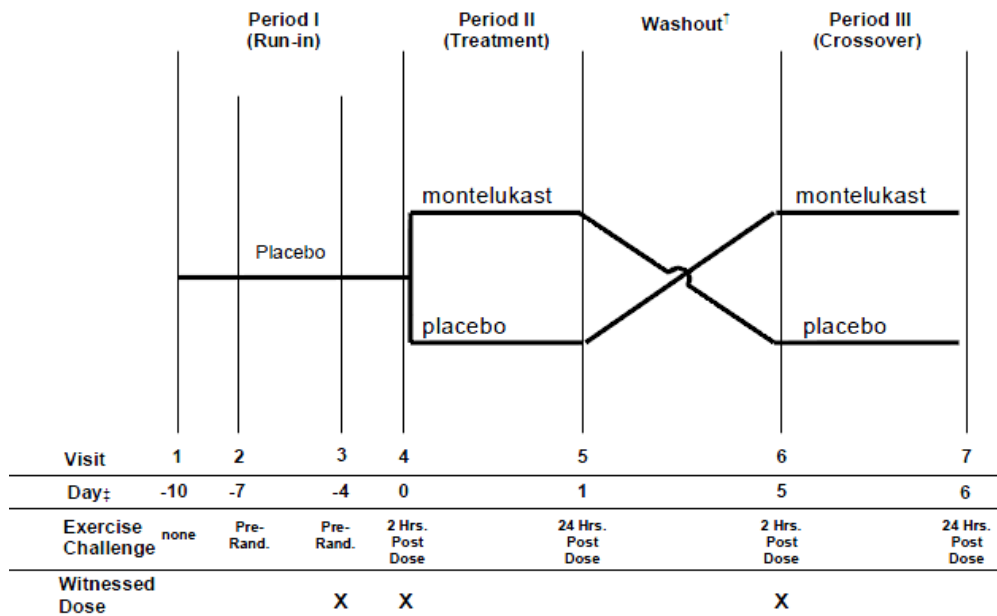 Period I
(Run-in)
Period II
(Treatment)
Washout†
Period III
(Crossover)
montelukast
montelukast
Placebo
placebo
placebo
Visit 1 2 3 4 5 6 7
Day‡ -10 -7 -4 0 1 5 6
Exercise Challenge none Pre-Rand. Pre-Rand. 2 Hrs. Post Dose 24 Hrs. Post Dose 2 Hrs. Post Dose 24 Hrs. Post Dose
Witnessed Dose X X X